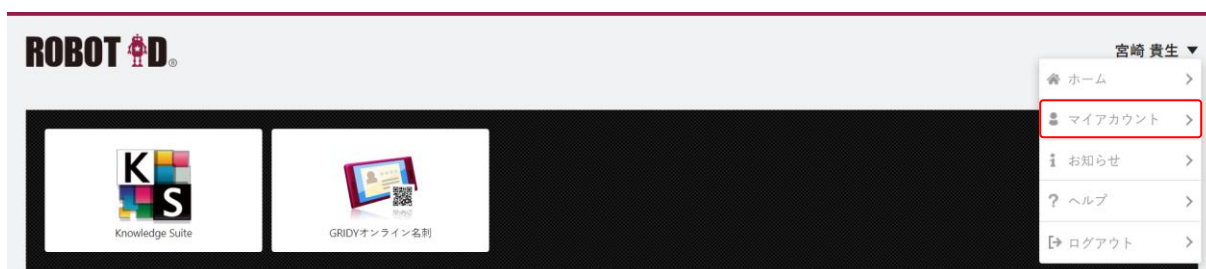 ROBOT ID®
宮崎 貴生 ▼
ホーム
マイアカウント
お知らせ
? ヘルプ
ログアウト
K
S
Knowledge Suite
GRIDYオンライン名刺